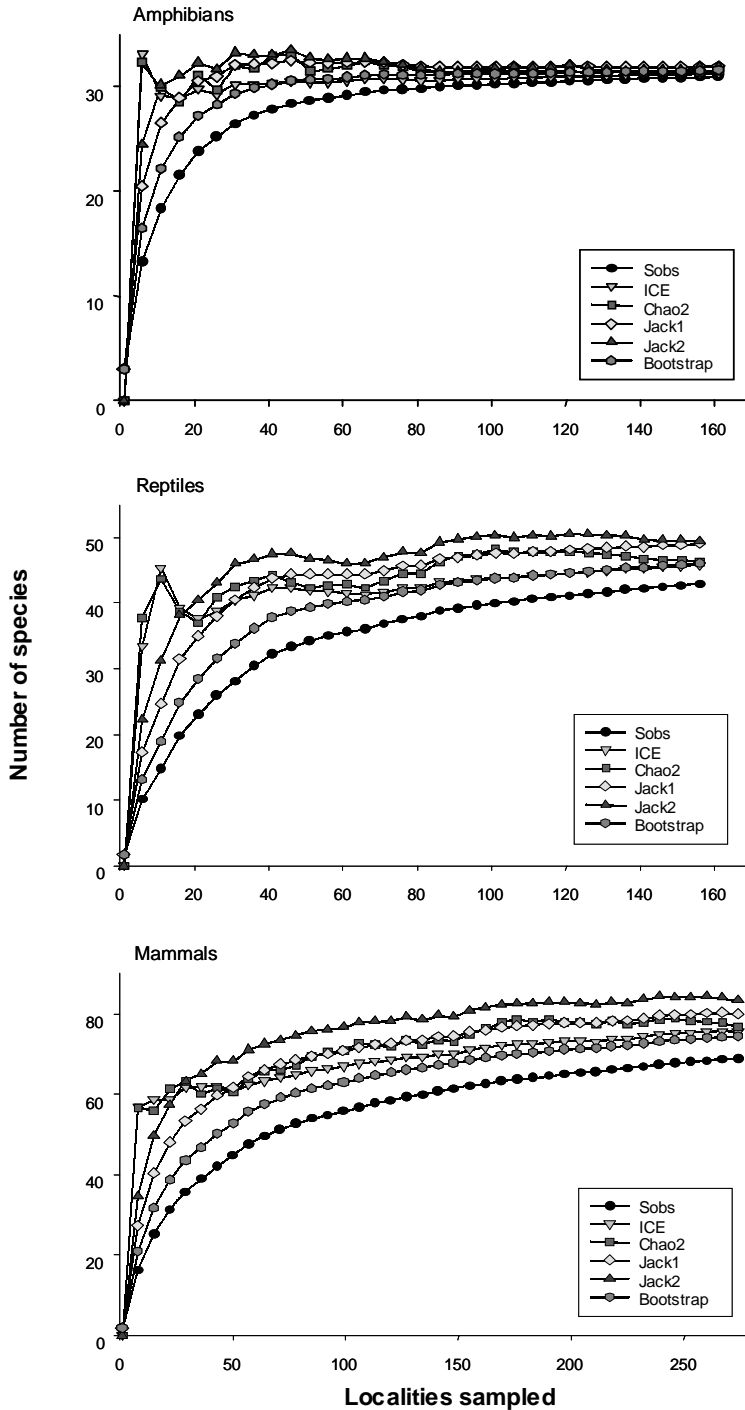 Amphibians
30
20
10
0
0 20 40 60 80 100 120 140 160
Sobs
ICE
Chao2
Jack1
Jack2
Bootstrap
Reptiles
50
40
30
20
10
0
0 20 40 60 80 100 120 140 160
Sobs
ICE
Chao2
Jack1
Jack2
Bootstrap
Number of species
Mammals
80
60
40
20
0
0 50 100 150 200 250
Sobs
ICE
Chao2
Jack1
Jack2
Bootstrap
Localities sampled